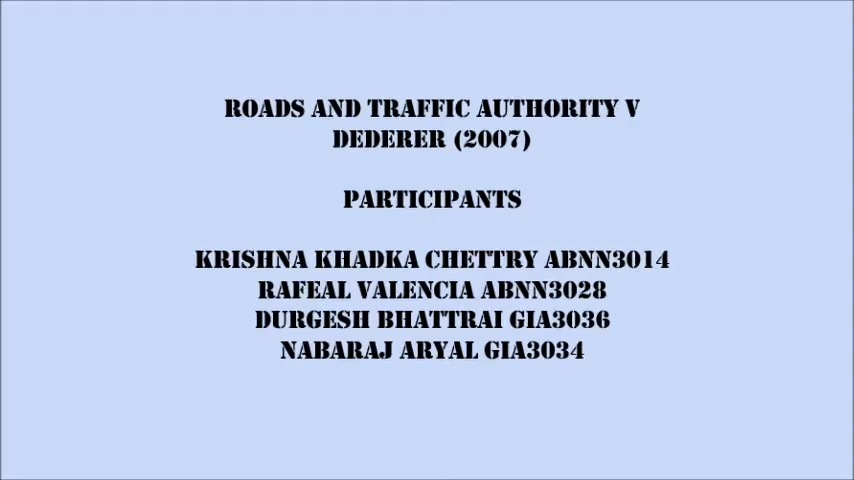 ROADS AND TRAFFIC AUTHORITY V
DEDERER (2007)
PARTICIPANTS
KRISHNA KHADKA CHETTRY ABNN3014
RAFEAL VALENCIA ABNN3028
DURGESH BHATTRAI GIA3036
NABARAJ ARYAL GIA3034